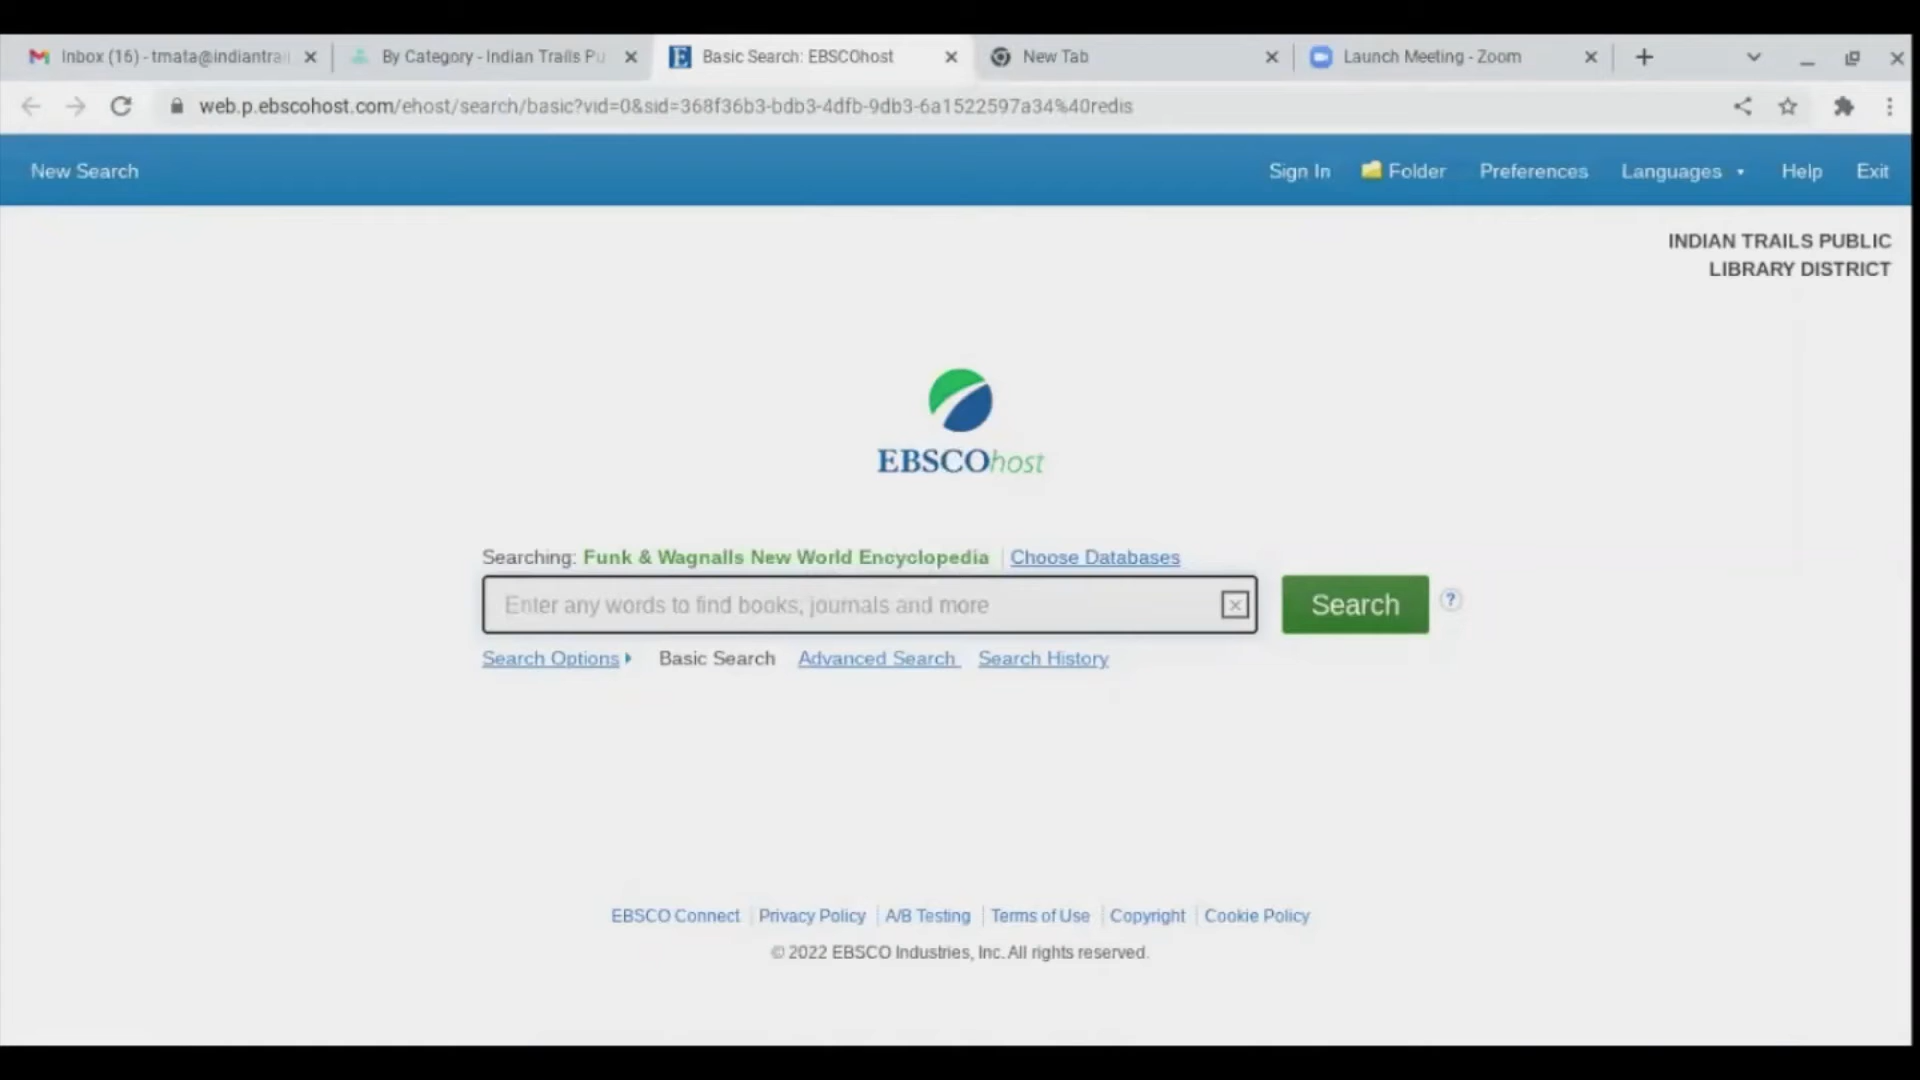 Inbox (16) - tmata@indiantrai
By Category - Indian Trails Pu
Basic Search: EBSCOhost
New Tab
Launch Meeting - Zoom
web.p.ebscohost.com/ehost/search/basic?vid=0&sid=368f36b3-bdb3-4dfb-9db3-6a1522597a34%40redis
New Search Sign In Folder Preferences Languages Help Exit
INDIAN TRAILS PUBLIC
LIBRARY DISTRICT
EBSCOhost
Searching: Funk & Wagnalls New World Encyclopedia Choose Databases
Enter any words to find books, journals and more Search ?
Search Options Basic Search Advanced Search Search History
EBSCO Connect Privacy Policy A/B Testing Terms of Use Copyright Cookie Policy
© 2022 EBSCO Industries, Inc. All rights reserved.